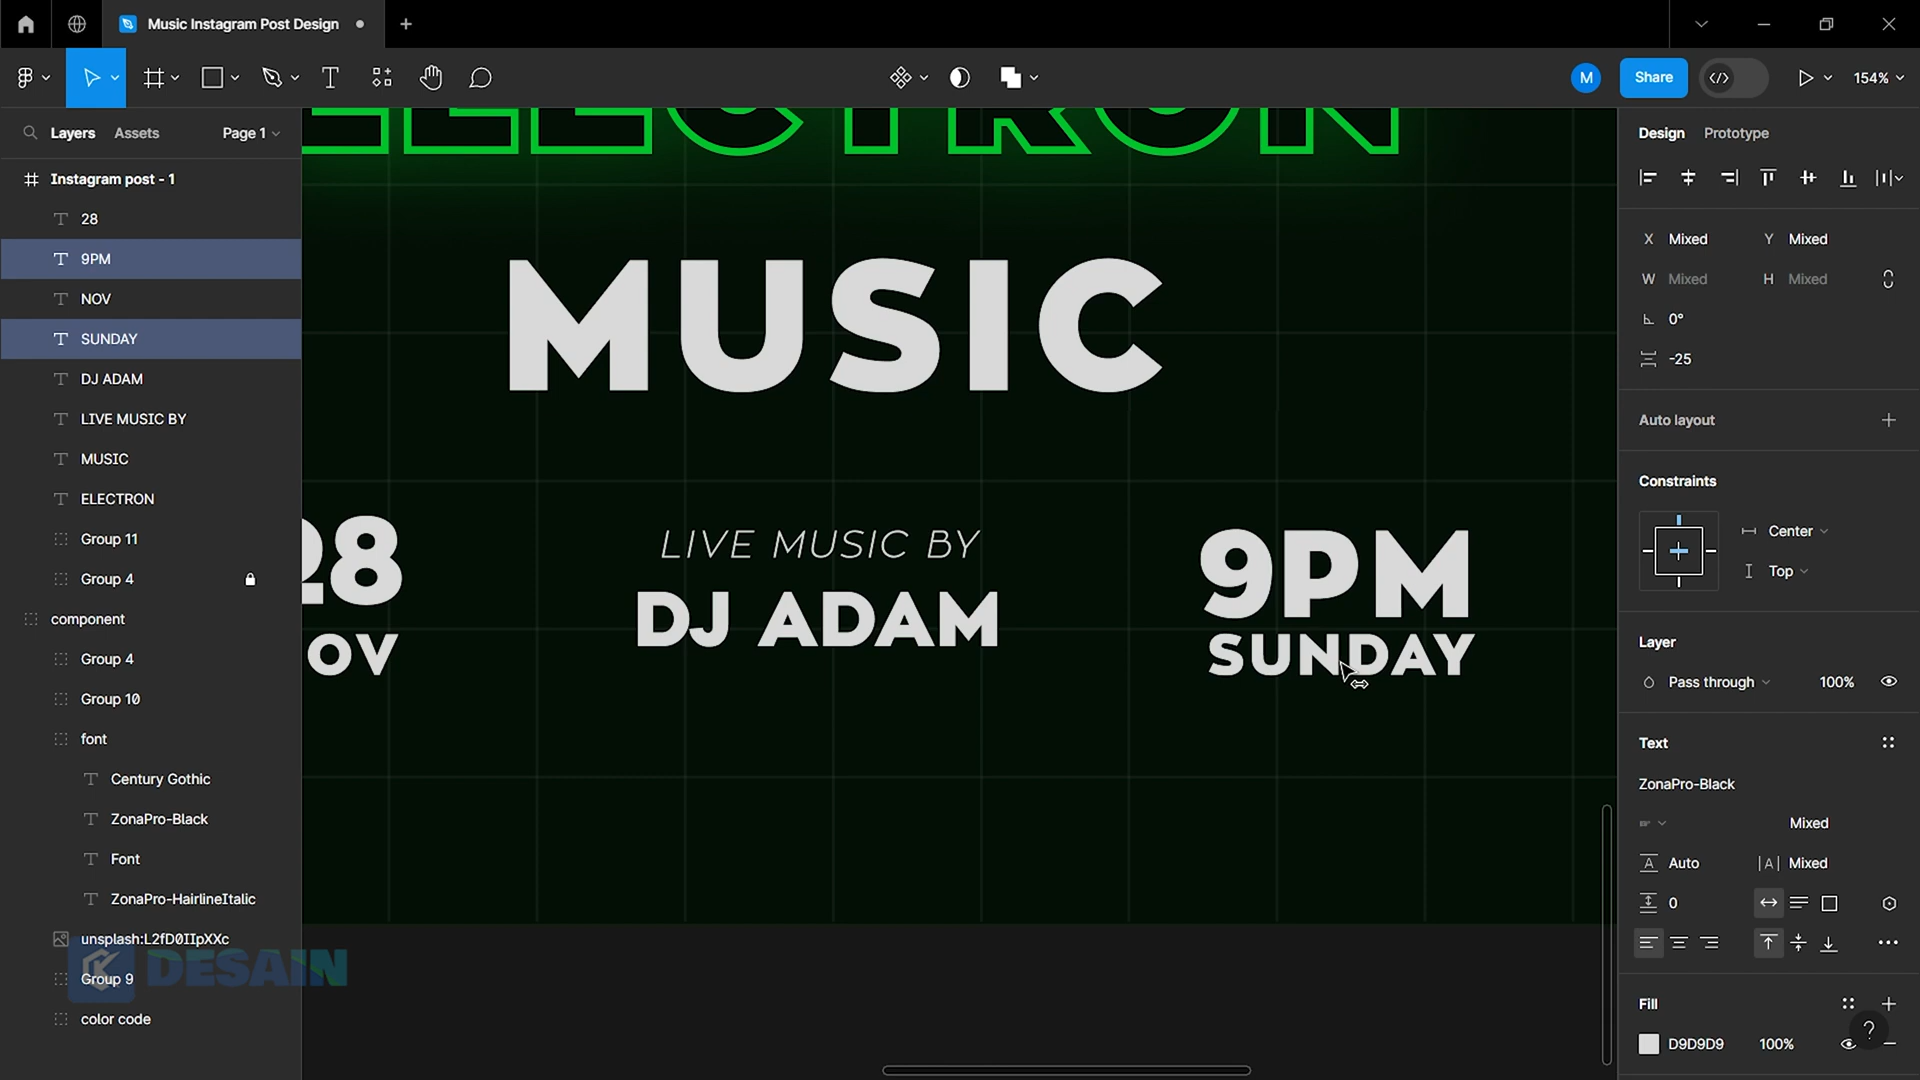 Music Instagram Post Design
M
Share
154%
Layers
Assets
Page 1
Instagram post - 1
28
9PM
NOV
SUNDAY
DJ ADAM
LIVE MUSIC BY
MUSIC
ELECTRON
Group 11
Group 4
component
Group 4
Group 10
font
Century Gothic
ZonaPro-Black
Font
ZonaPro-HairlineItalic
unsplash:L2fD0IIpXXc
Group 9
color code
DESAIN
ELECTRON
MUSIC
28
OV
LIVE MUSIC BY
DJ ADAM
9PM
SUNDAY
Design
Prototype
X Mixed
Y Mixed
W Mixed
H Mixed
0°
-25
Auto layout
Constraints
Center
Top
Layer
Pass through
100%
Text
ZonaPro-Black
Mixed
Auto
|A| Mixed
0
Fill
D9D9D9
100%
?